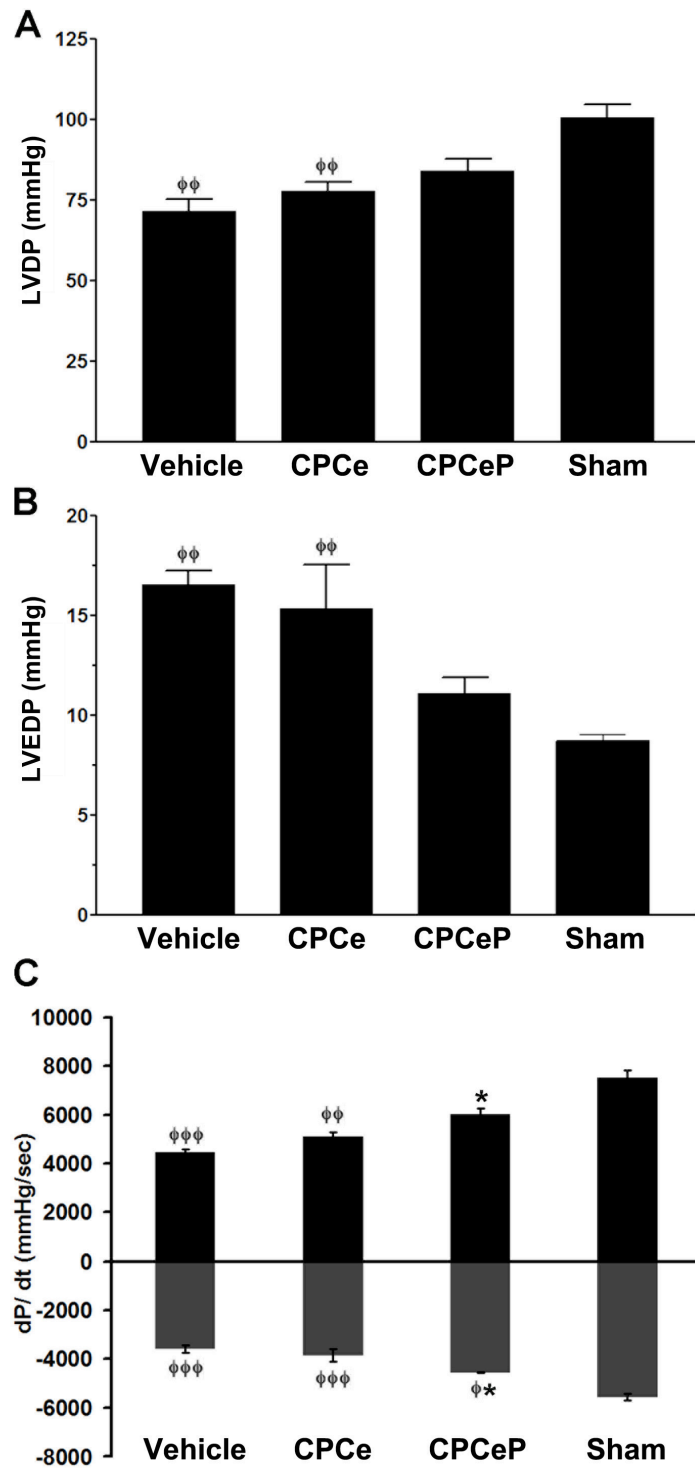 A
125
100
75
50
25
0
LVDP (mmHg)
ϕϕ
ϕϕ
Vehicle CPCe CPCeP Sham
B
20
15
10
5
0
LVEDP (mmHg)
ϕϕ
ϕϕ
Vehicle CPCe CPCeP Sham
C
10000
8000
6000
4000
2000
0
-2000
-4000
-6000
-8000
dP/ dt (mmHg/sec)
ϕϕϕ
ϕϕ
*
ϕϕϕ
ϕϕϕ
ϕ*
Vehicle CPCe CPCeP Sham